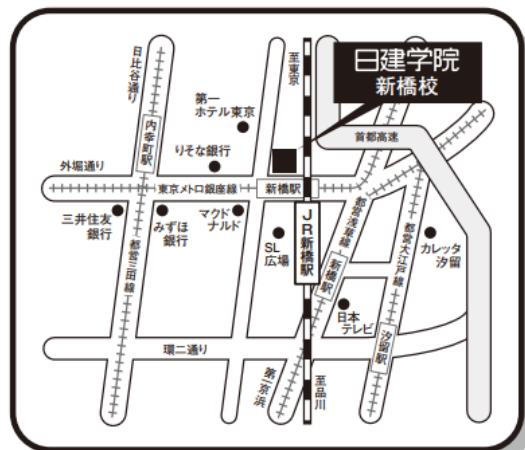 日建学院
新橋校
至東京
日比谷通り
第一
ホテル東京
内幸町駅
りそな銀行
首都高速
外堀通り
東京メトロ銀座線
新橋駅
三井住友
銀行
みずほ
銀行
マクド
ナルド
SL
広場
JR新橋駅
都営浅草線
新橋駅
都営大江戸線
カレッタ
汐留
都営三田線
日本
テレビ
汐留駅
環二通り
第一京浜
至品川